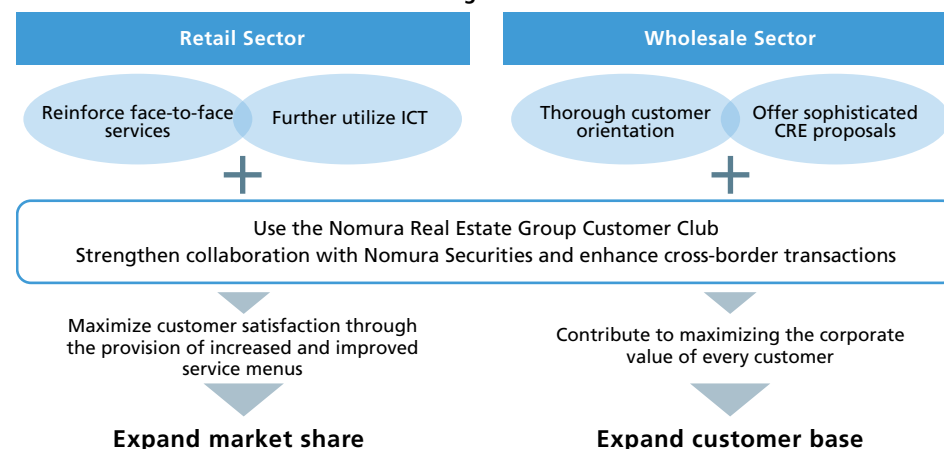 Retail Sector
Wholesale Sector
Reinforce face-to-face
services
Further utilize ICT
Thorough customer
orientation
Offer sophisticated
CRE proposals
Use the Nomura Real Estate Group Customer Club
Strengthen collaboration with Nomura Securities and enhance cross-border transactions
Maximize customer satisfaction through
the provision of increased and improved
service menus
Contribute to maximizing the corporate
value of every customer
Expand market share
Expand customer base